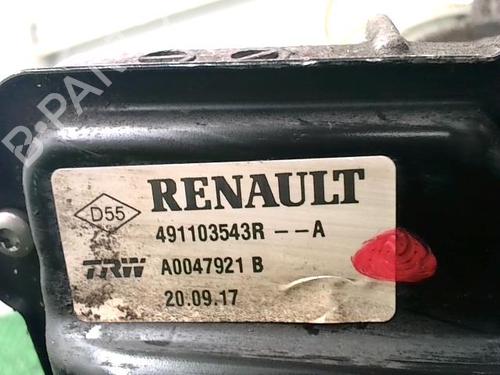 B-PARTS
RENAULT
D55
491103543R --A
TRW A0047921 B
20.09.17